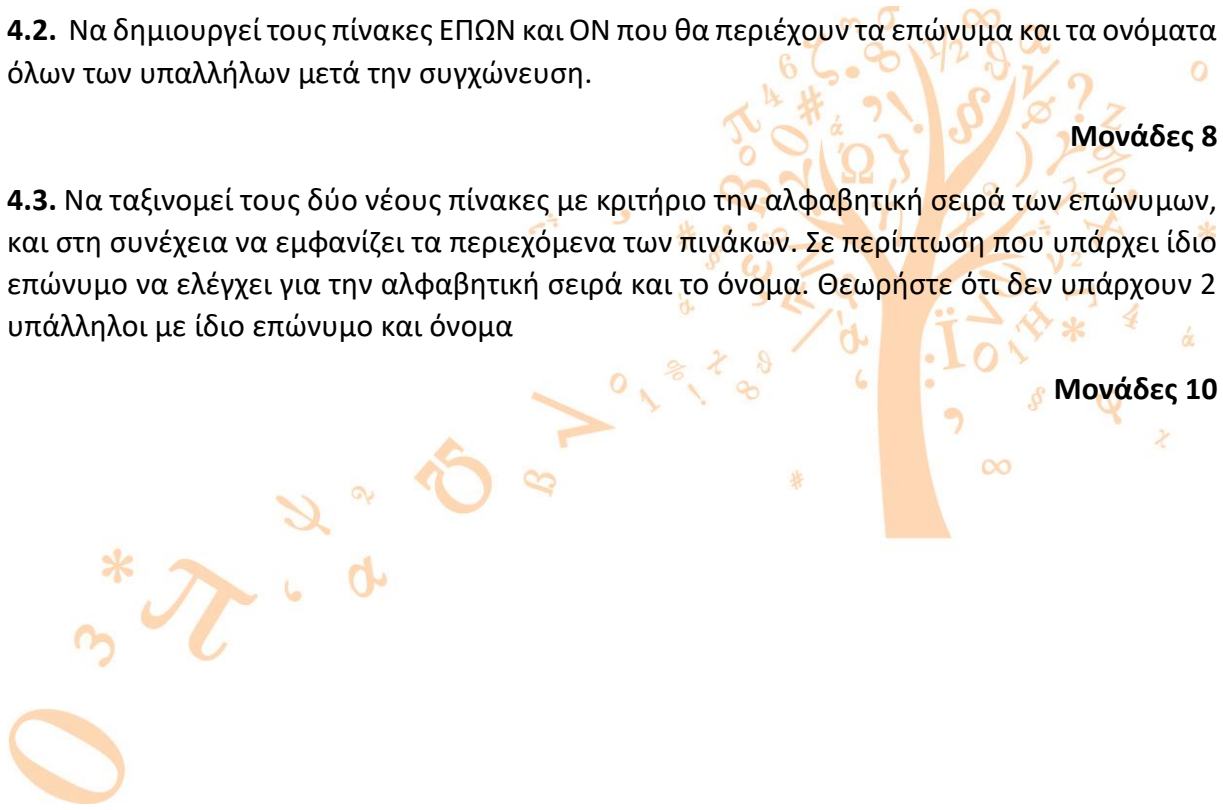 4.2. Να δημιουργεί τους πίνακες ΕΠΩΝ και ΟΝ που θα περιέχουν τα επώνυμα και τα ονόματα
όλων των υπαλλήλων μετά την συγχώνευση.
Μονάδες 8
4.3. Να ταξινομεί τους δύο νέους πίνακες με κριτήριο την αλφαβητική σειρά των επώνυμων,
και στη συνέχεια να εμφανίζει τα περιεχόμενα των πινάκων. Σε περίπτωση που υπάρχει ίδιο
επώνυμο να ελέγχει για την αλφαβητική σειρά και το όνομα. Θεωρήστε ότι δεν υπάρχουν 2
υπάλληλοι με ίδιο επώνυμο και όνομα
Μονάδες 10